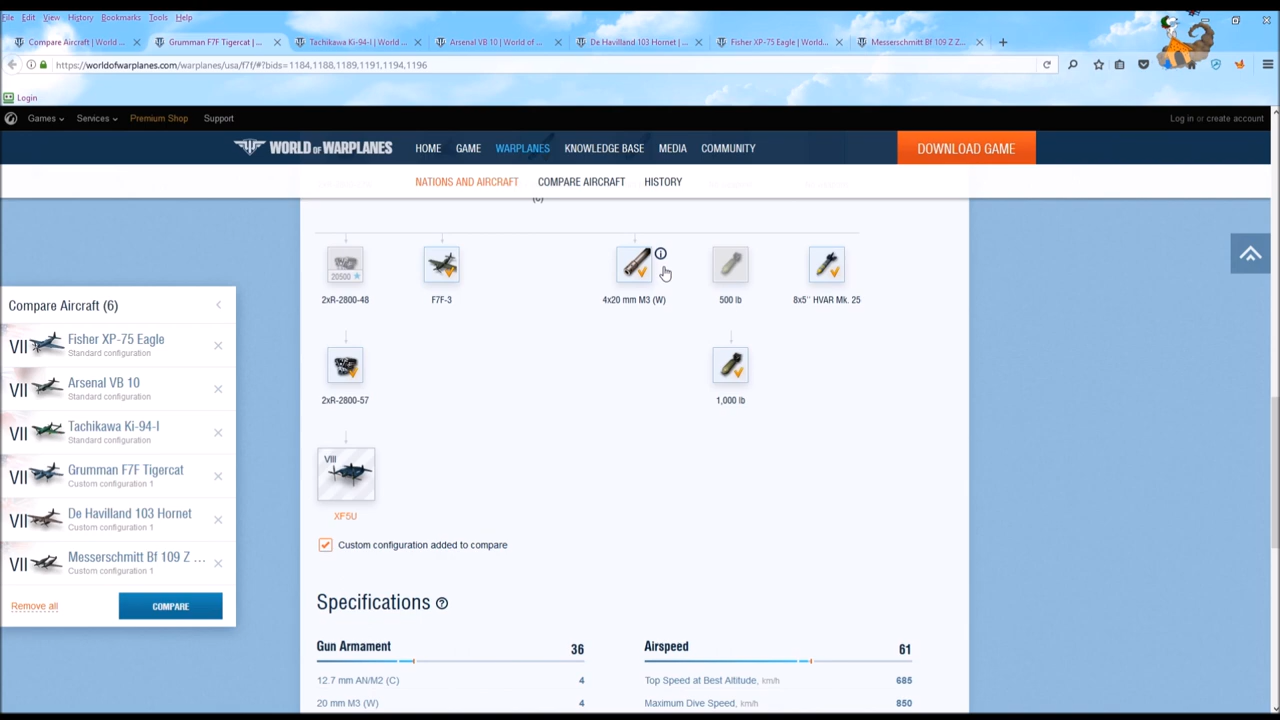 File Edit View History Bookmarks Tools Help
Compare Aircraft | World ... Grumman F7F Tigercat | ... Tachikawa Ki-94-I | World ... Arsenal VB 10 | World of ... De Havilland 103 Hornet | ... Fisher XP-75 Eagle | World... Messerschmitt Bf 109 Z Z...
https://worldofwarplanes.com/warplanes/usa/f7f/#?bids=1184,1188,1189,1191,1194,1196
Login
Games Services Premium Shop Support Log in or create account
WORLD OF WARPLANES HOME GAME WARPLANES KNOWLEDGE BASE MEDIA COMMUNITY DOWNLOAD GAME
NATIONS AND AIRCRAFT COMPARE AIRCRAFT HISTORY
(C)
20500
2xR-2800-48 F7F-3 4x20 mm M3 (W) 500 lb 8x5'' HVAR Mk. 25
2xR-2800-57 1,000 lb
VIII
XF5U
Custom configuration added to compare
Specifications
Gun Armament 36
12.7 mm AN/M2 (C) 4
20 mm M3 (W) 4
Airspeed 61
Top Speed at Best Altitude, km/h 685
Maximum Dive Speed, km/h 850
Compare Aircraft (6)
VII Fisher XP-75 Eagle
Standard configuration
VII Arsenal VB 10
Standard configuration
VII Tachikawa Ki-94-I
Standard configuration
VII Grumman F7F Tigercat
Custom configuration 1
VII De Havilland 103 Hornet
Custom configuration 1
VII Messerschmitt Bf 109 Z ...
Custom configuration 1
Remove all COMPARE